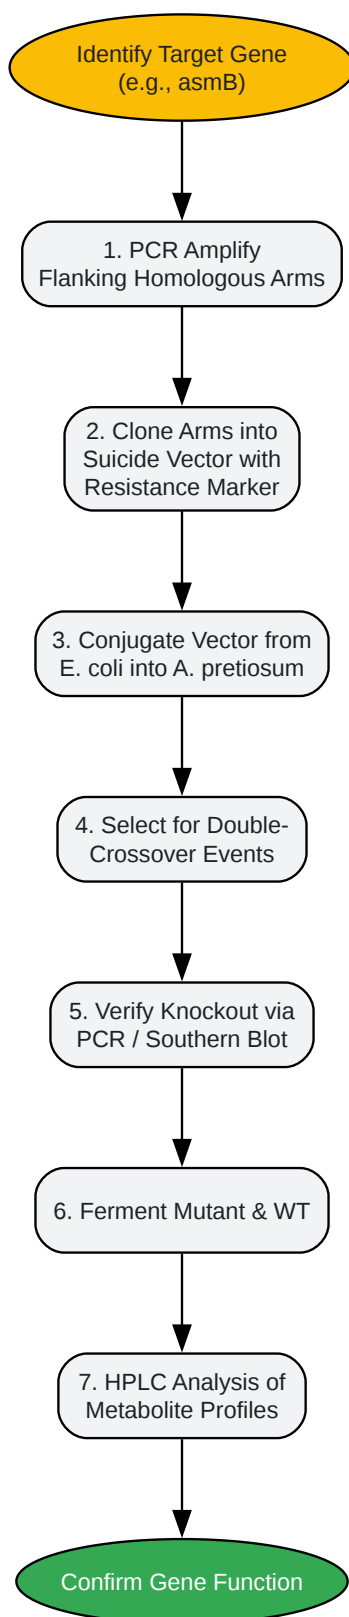 Identify Target Gene
(e.g., asmB)
1. PCR Amplify
Flanking Homologous Arms
2. Clone Arms into
Suicide Vector with
Resistance Marker
3. Conjugate Vector from
E. coli into A. pretiosum
4. Select for Double-
Crossover Events
5. Verify Knockout via
PCR / Southern Blot
6. Ferment Mutant & WT
7. HPLC Analysis of
Metabolite Profiles
Confirm Gene Function